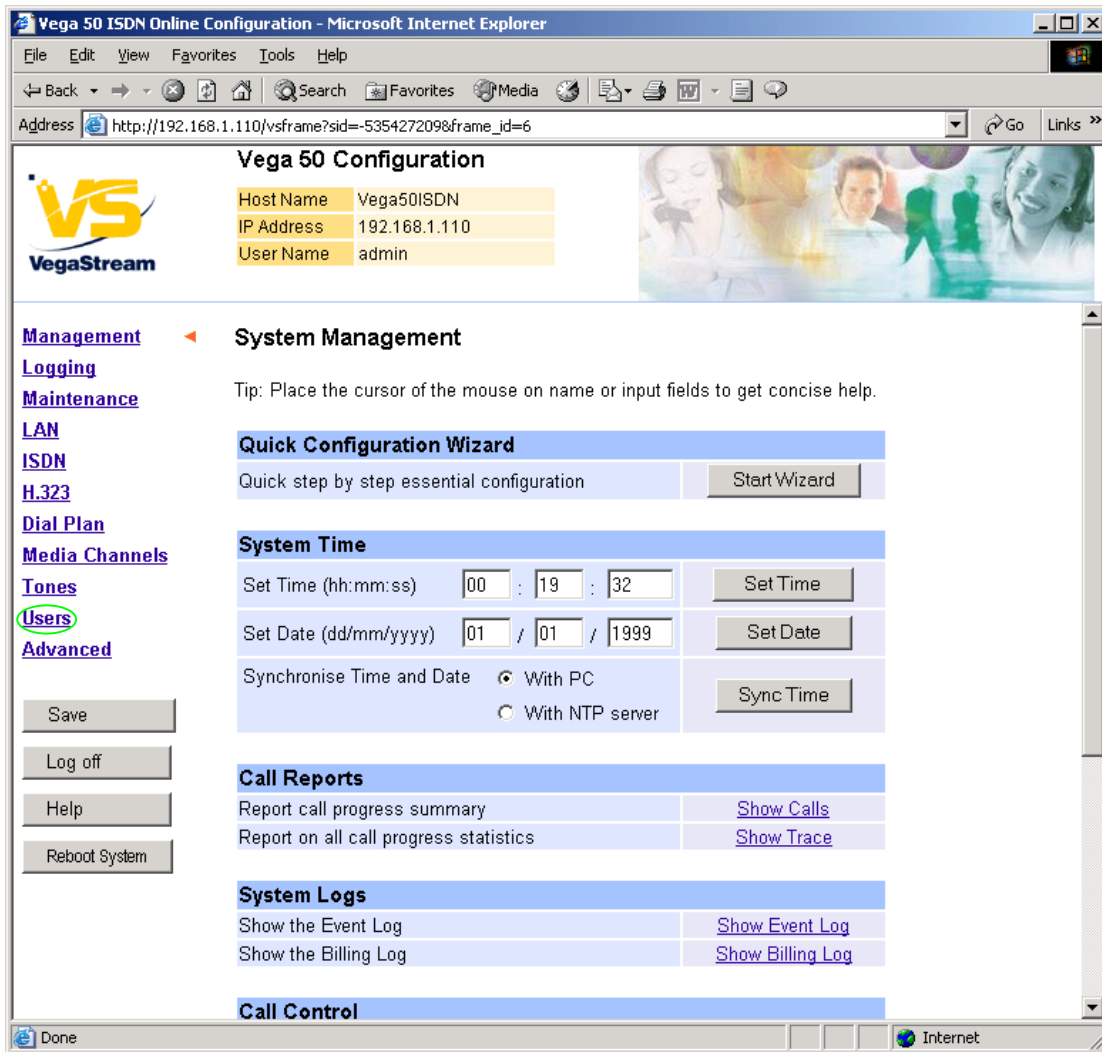 Vega 50 ISDN Online Configuration - Microsoft Internet Explorer
File Edit View Favorites Tools Help
Back Search Favorites Media
Address http://192.168.1.110/vsframe?sid=-535427209&frame_id=6 Go Links »
VS
VegaStream
Vega 50 Configuration
Host Name Vega50ISDN
IP Address 192.168.1.110
User Name admin
Management
Logging
Maintenance
LAN
ISDN
H.323
Dial Plan
Media Channels
Tones
Users
Advanced
Save
Log off
Help
Reboot System
System Management
Tip: Place the cursor of the mouse on name or input fields to get concise help.
Quick Configuration Wizard
Quick step by step essential configuration Start Wizard
System Time
Set Time (hh:mm:ss) 00 : 19 : 32 Set Time
Set Date (dd/mm/yyyy) 01 / 01 / 1999 Set Date
Synchronise Time and Date With PC
With NTP server
Sync Time
Call Reports
Report call progress summary Show Calls
Report on all call progress statistics Show Trace
System Logs
Show the Event Log Show Event Log
Show the Billing Log Show Billing Log
Call Control
Done Internet